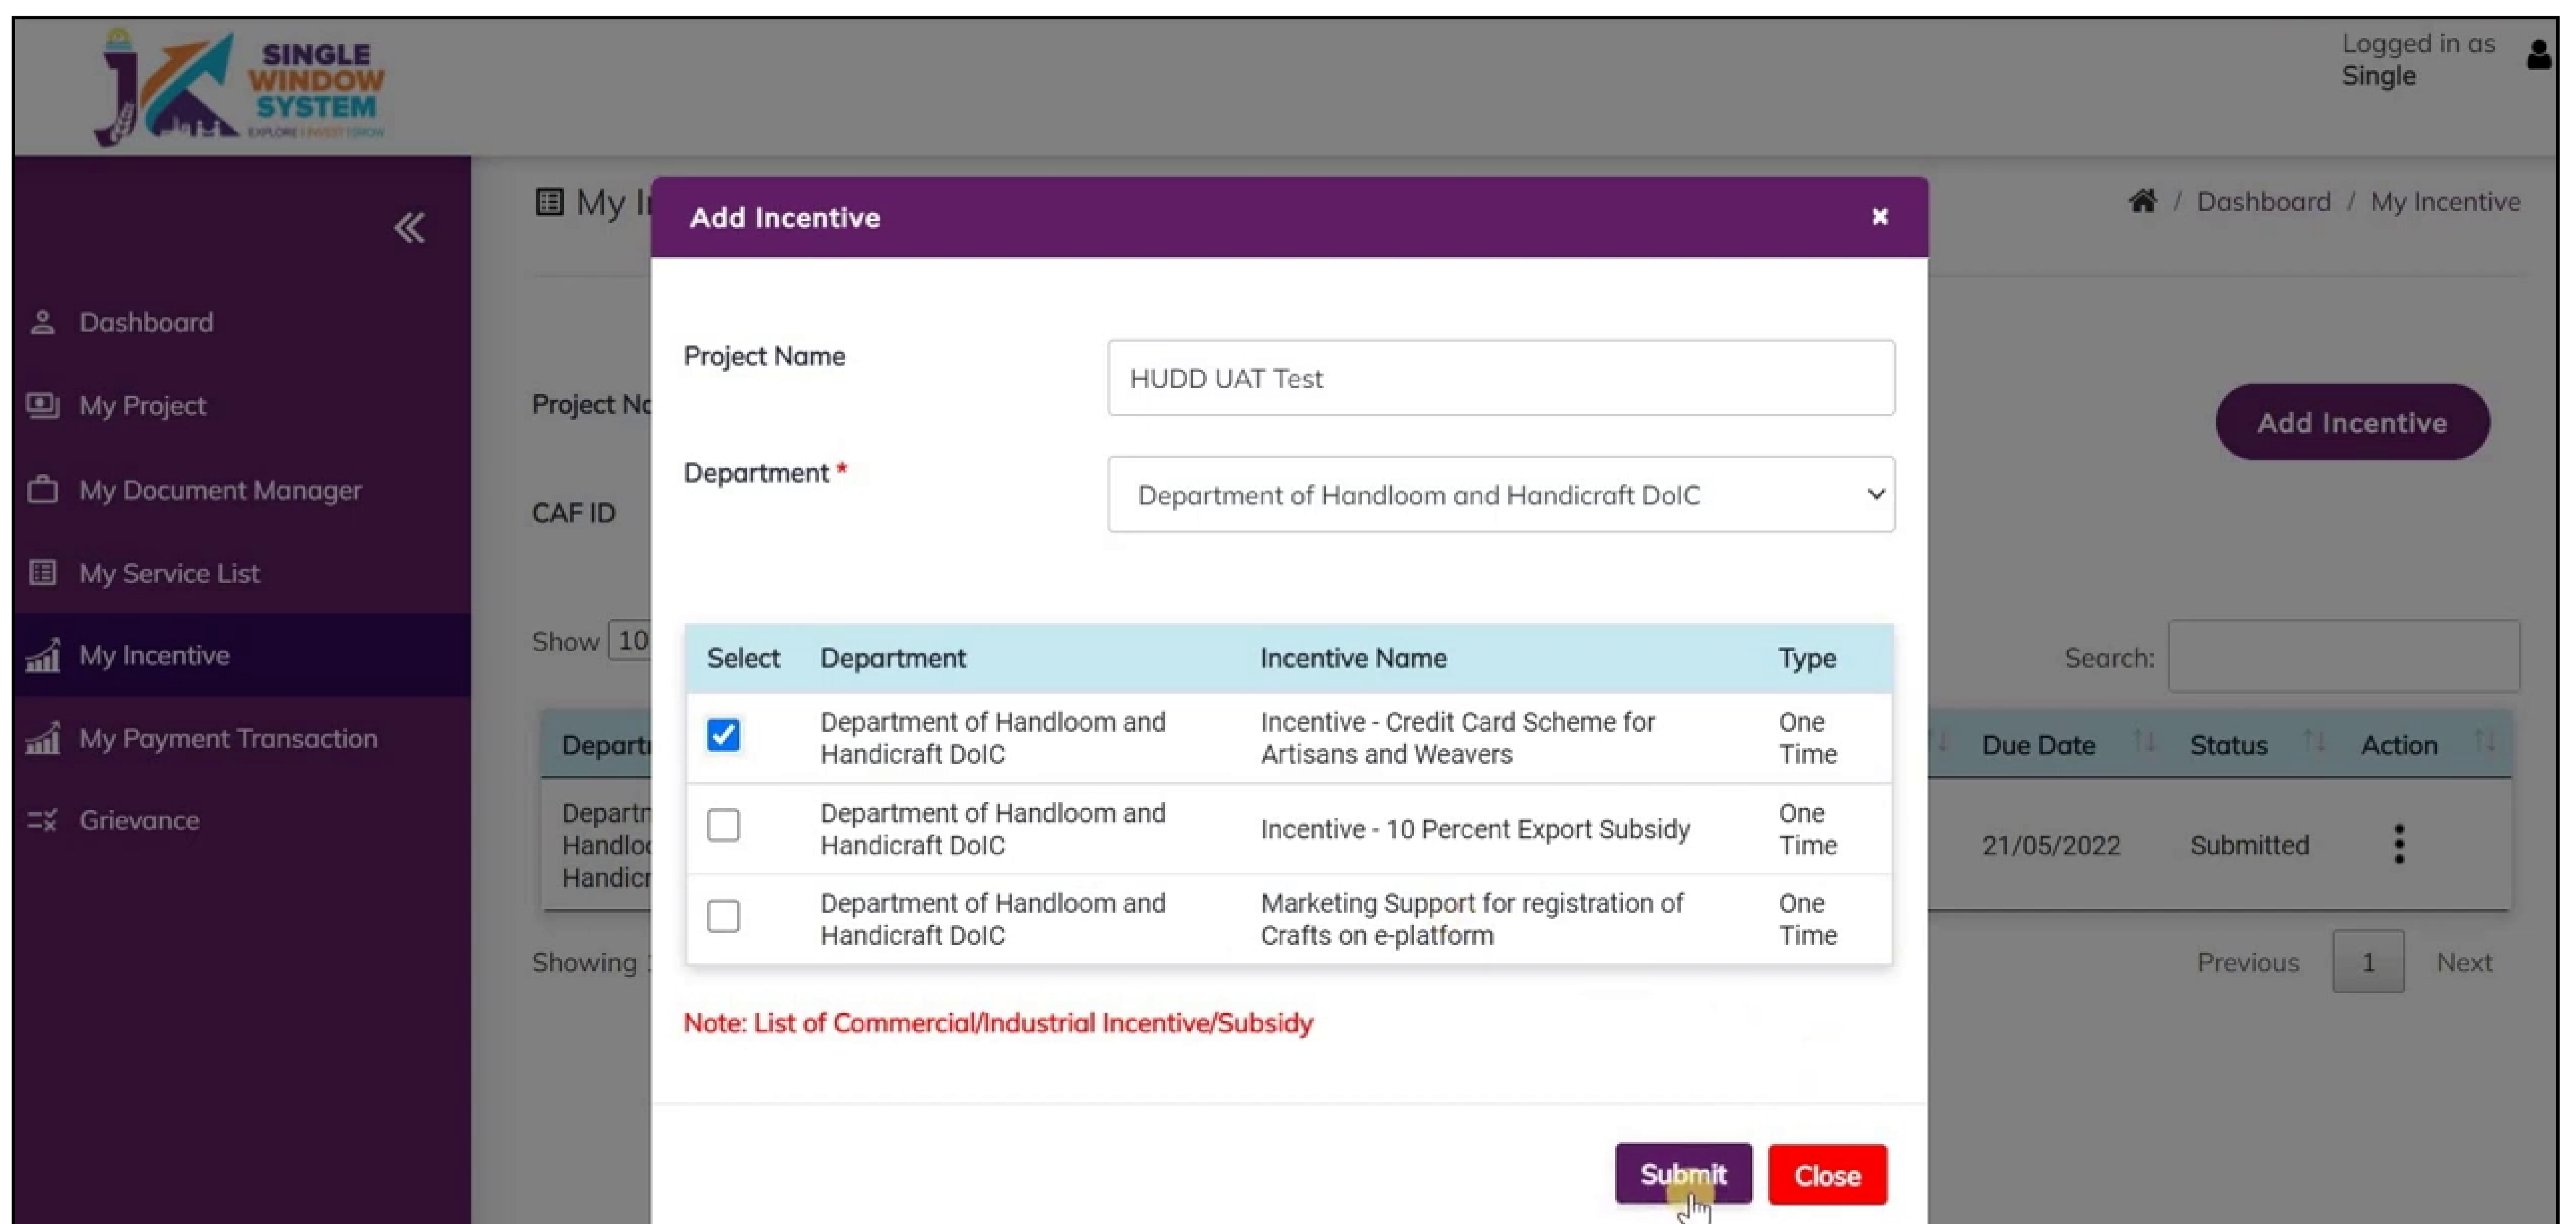 SINGLE
WINDOW
SYSTEM
EXPLORE | INVEST | GROW
Logged in as
Single
My I
Add Incentive
×
/ Dashboard / My Incentive
Dashboard
My Project
My Document Manager
My Service List
My Incentive
My Payment Transaction
Grievance
Project Na
CAF ID
Show 10
Project Name
HUDD UAT Test
Department *
Department of Handloom and Handicraft DoIC
Add Incentive
Search:
Select Department Incentive Name Type
Department of Handloom and
Handicraft DoIC
Incentive - Credit Card Scheme for
Artisans and Weavers
One
Time
Department of Handloom and
Handicraft DoIC
Incentive - 10 Percent Export Subsidy
One
Time
Department of Handloom and
Handicraft DoIC
Marketing Support for registration of
Crafts on e-platform
One
Time
Due Date Status Action
21/05/2022 Submitted
Showing
Previous 1 Next
Note: List of Commercial/Industrial Incentive/Subsidy
Submit
Close